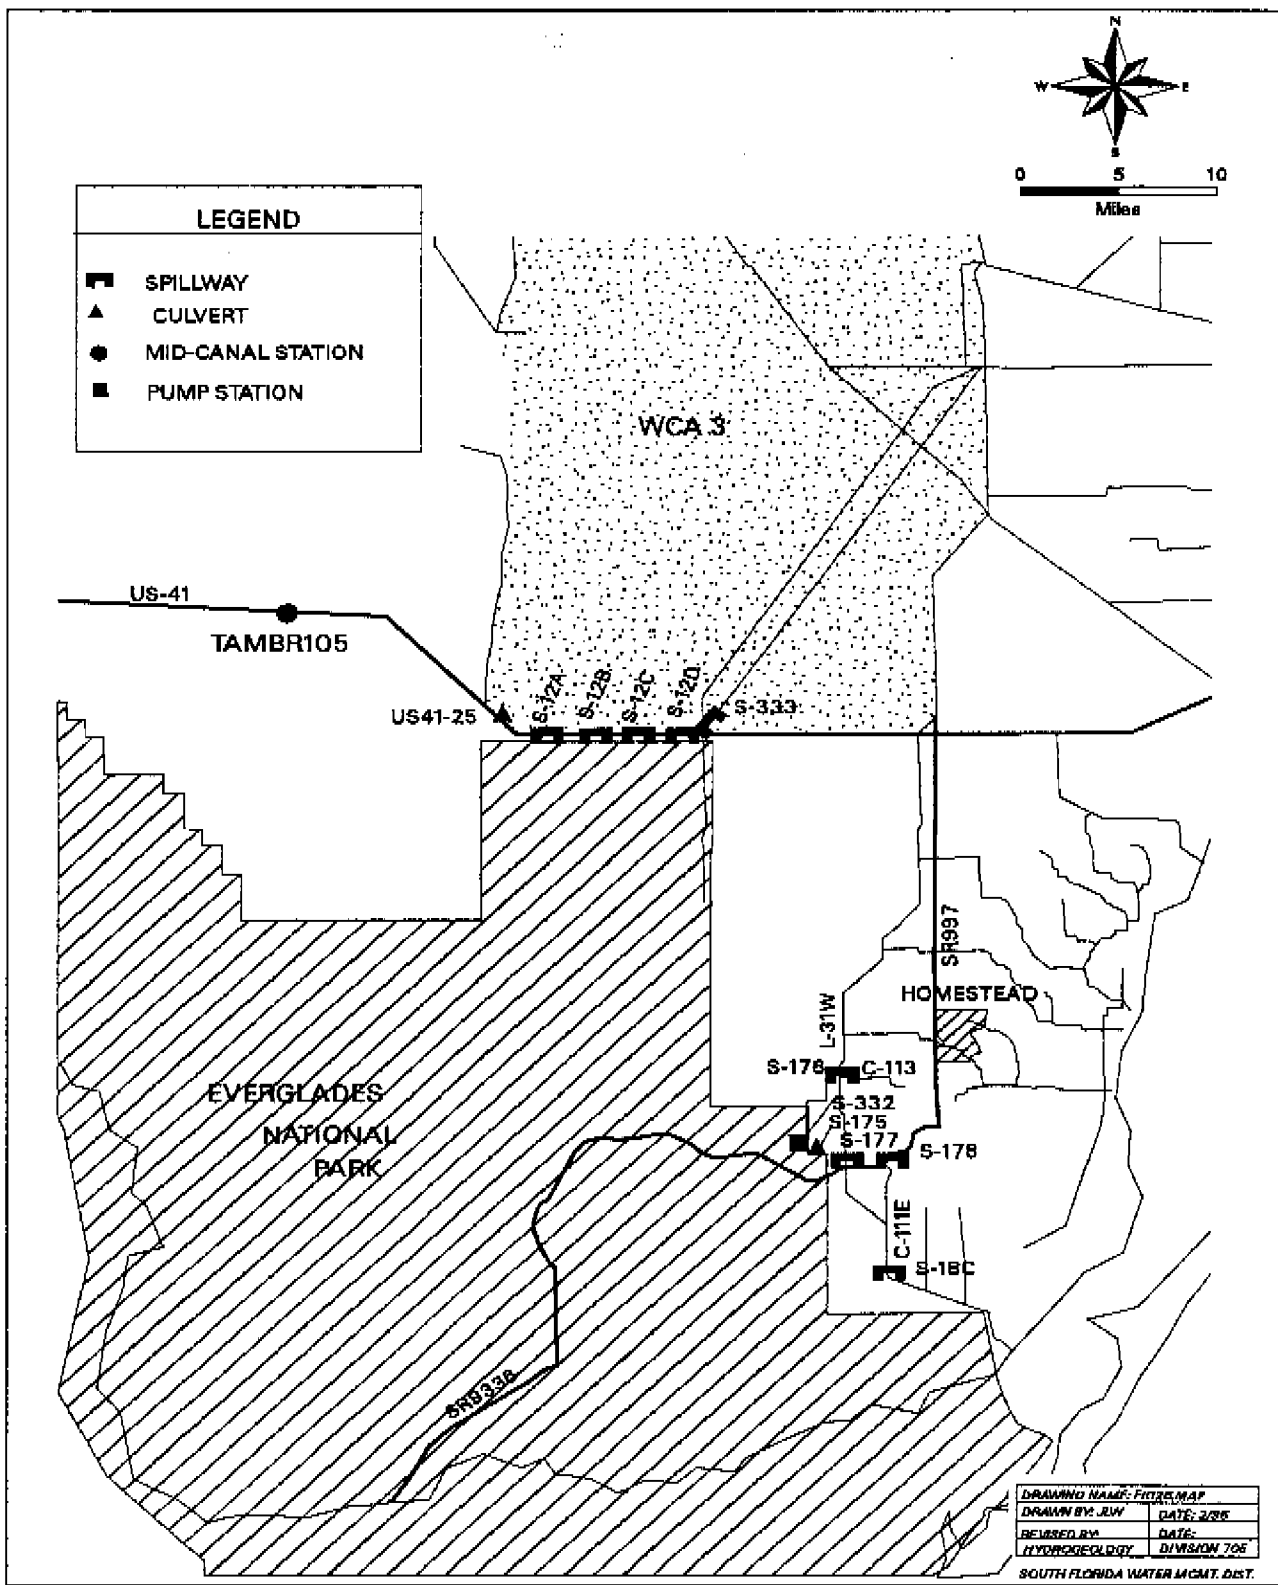 N
W E
S
0 5 10
Miles
LEGEND
SPILLWAY
CULVERT
MID-CANAL STATION
PUMP STATION
WCA 3
US-41
TAMBR105
US41-25
S-12A
S-12B
S-12C
S-12D
S-333
SR997
HOMESTEAD
L-31W
S-176
C-113
S-332
S-175
S-177
S-178
EVERGLADES
NATIONAL
PARK
C-111E
S-18C
SR9336
DRAWING NAME:
DRAWN BY: JLW
REVISED BY:
DATE:
HYDROGEOLOGY
DIVISION 705
SOUTH FLORIDA WATER MGMT. DIST.